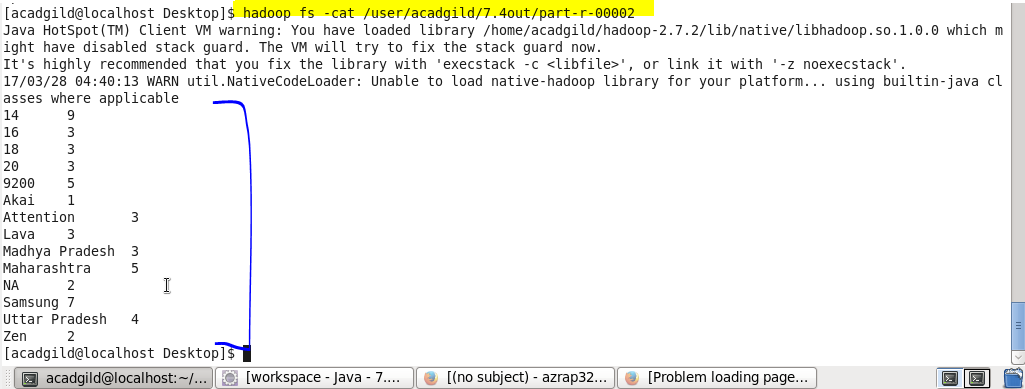 [acadgild@localhost Desktop]$ hadoop fs -cat /user/acadgild/7.4out/part-r-00002
Java HotSpot(TM) Client VM warning: You have loaded library /home/acadgild/hadoop-2.7.2/lib/native/libhadoop.so.1.0.0 which m
ight have disabled stack guard. The VM will try to fix the stack guard now.
It's highly recommended that you fix the library with 'execstack -c <libfile>', or link it with '-z noexecstack'.
17/03/28 04:40:13 WARN util.NativeCodeLoader: Unable to load native-hadoop library for your platform... using builtin-java cl
asses where applicable
14 9
16 3
18 3
20 3
9200 5
Akai 1
Attention 3
Lava 3
Madhya Pradesh 3
Maharashtra 5
NA 2
Samsung 7
Uttar Pradesh 4
Zen 2
[acadgild@localhost Desktop]$
acadgild@localhost:~/... [workspace - Java - 7.... [(no subject) - azrap32... [Problem loading page...